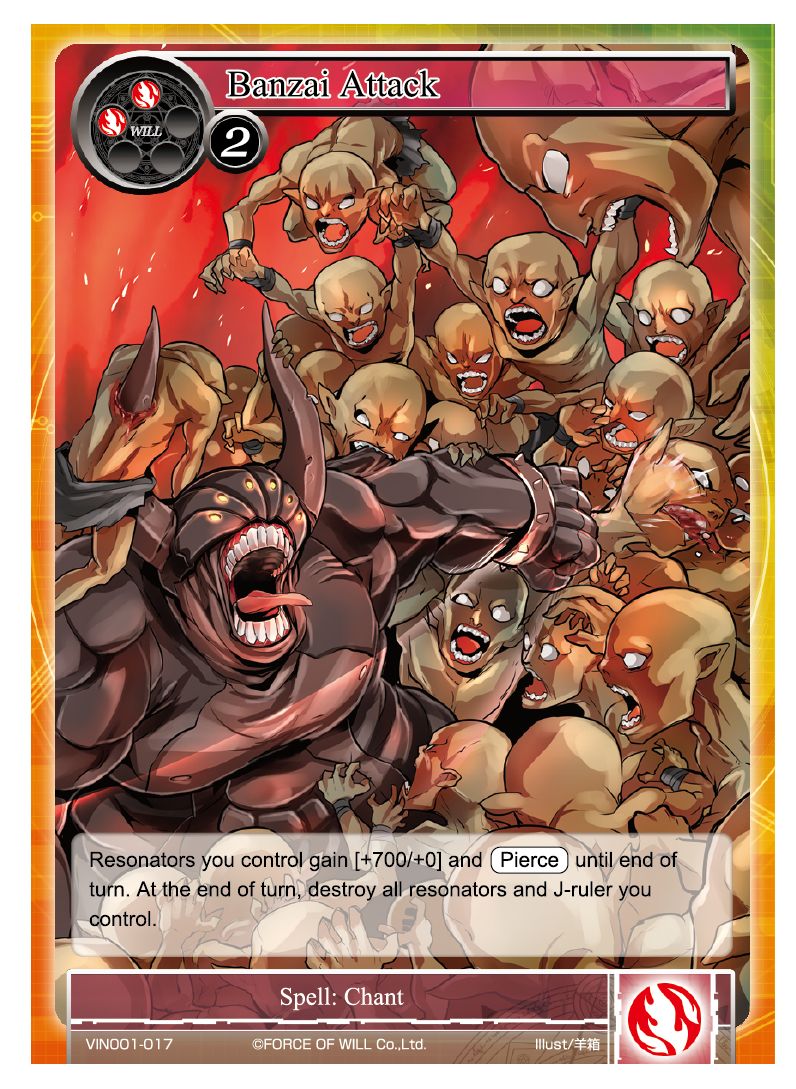 Banzai Attack
WILL
2
Resonators you control gain [+700/+0] and Pierce until end of
turn. At the end of turn, destroy all resonators and J-ruler you
control.
Spell: Chant
VIN001-017 ©FORCE OF WILL Co.,Ltd. Illust/羊箱